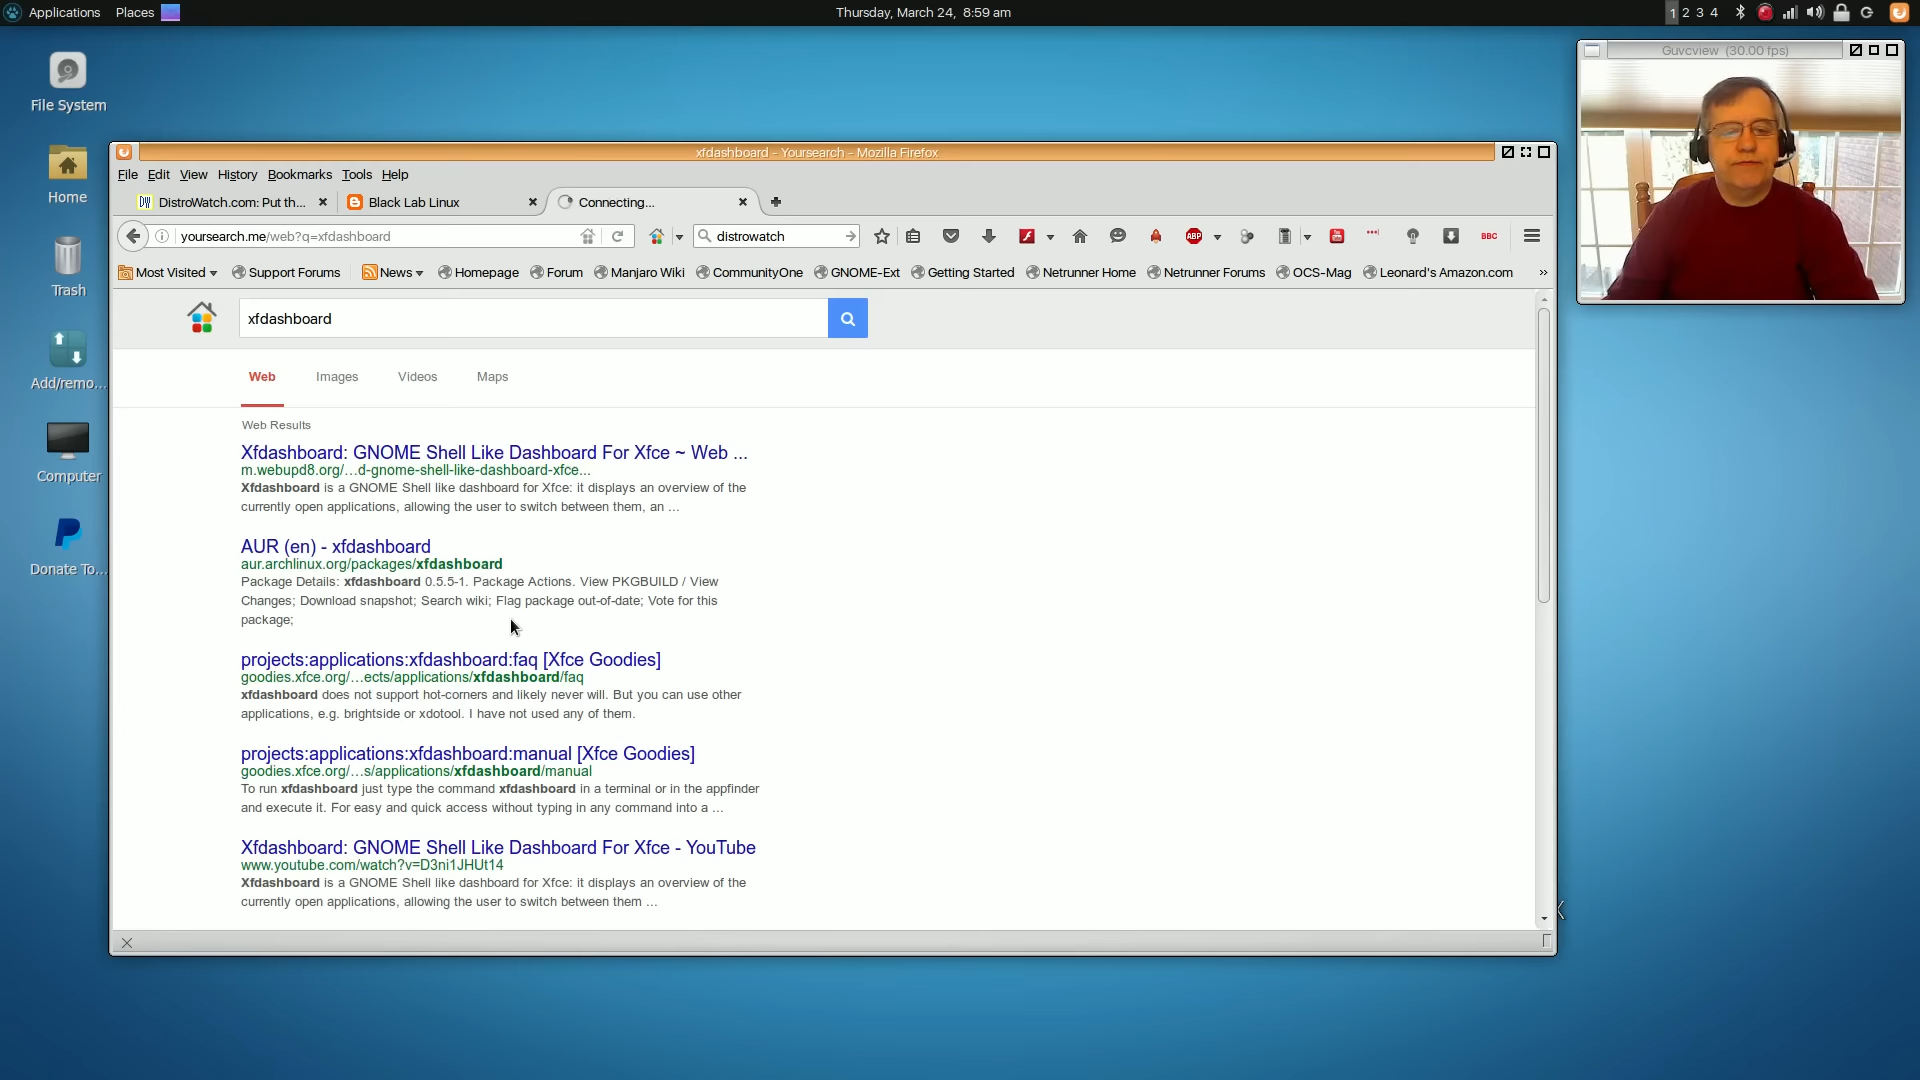 Applications Places
Thursday, March 24, 8:59 am
1 2 3 4
File System
Home
Trash
Add/remo...
Computer
Donate To...
Guvcview (30.00 fps)
xfdashboard - Yoursearch - Mozilla Firefox
File Edit View History Bookmarks Tools Help
DW DistroWatch.com: Put th...
Black Lab Linux
Connecting...
yoursearch.me/web?q=xfdashboard
distrowatch
ABP
BBC
Most Visited
Support Forums
News
Homepage
Forum
Manjaro Wiki
CommunityOne
GNOME-Ext
Getting Started
Netrunner Home
Netrunner Forums
OCS-Mag
Leonard's Amazon.com
xfdashboard
Web Images Videos Maps
Web Results
Xfdashboard: GNOME Shell Like Dashboard For Xfce ~ Web ...
m.webupd8.org/...d-gnome-shell-like-dashboard-xfce...
Xfdashboard is a GNOME Shell like dashboard for Xfce: it displays an overview of the
currently open applications, allowing the user to switch between them, an ...
AUR (en) - xfdashboard
aur.archlinux.org/packages/xfdashboard
Package Details: xfdashboard 0.5.5-1. Package Actions. View PKGBUILD / View
Changes; Download snapshot; Search wiki; Flag package out-of-date; Vote for this
package;
projects:applications:xfdashboard:faq [Xfce Goodies]
goodies.xfce.org/...ects/applications/xfdashboard/faq
xfdashboard does not support hot-corners and likely never will. But you can use other
applications, e.g. brightside or xdotool. I have not used any of them.
projects:applications:xfdashboard:manual [Xfce Goodies]
goodies.xfce.org/...s/applications/xfdashboard/manual
To run xfdashboard just type the command xfdashboard in a terminal or in the appfinder
and execute it. For easy and quick access without typing in any command into a ...
Xfdashboard: GNOME Shell Like Dashboard For Xfce - YouTube
www.youtube.com/watch?v=D3ni1JHUt14
Xfdashboard is a GNOME Shell like dashboard for Xfce: it displays an overview of the
currently open applications, allowing the user to switch between them ...